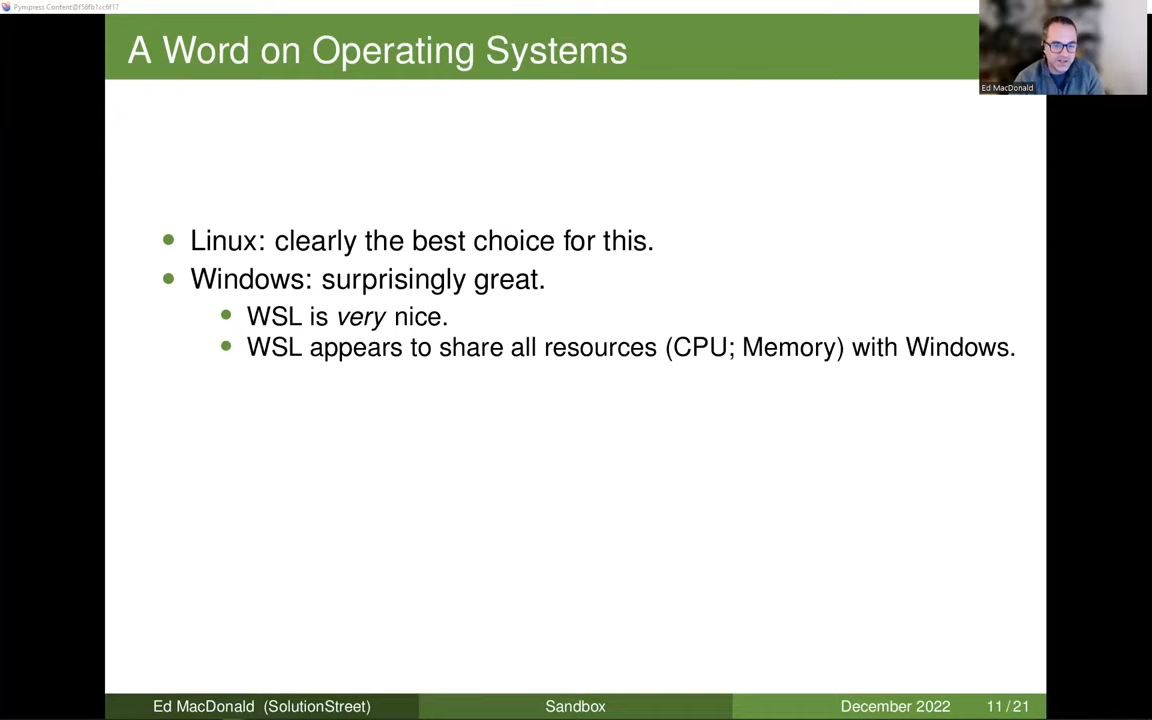 Pympress Content@f56fb1cc6f17
A Word on Operating Systems
Ed MacDonald
Linux: clearly the best choice for this.
Windows: surprisingly great.
WSL is very nice.
WSL appears to share all resources (CPU; Memory) with Windows.
Ed MacDonald (SolutionStreet)
Sandbox
December 2022
11/21